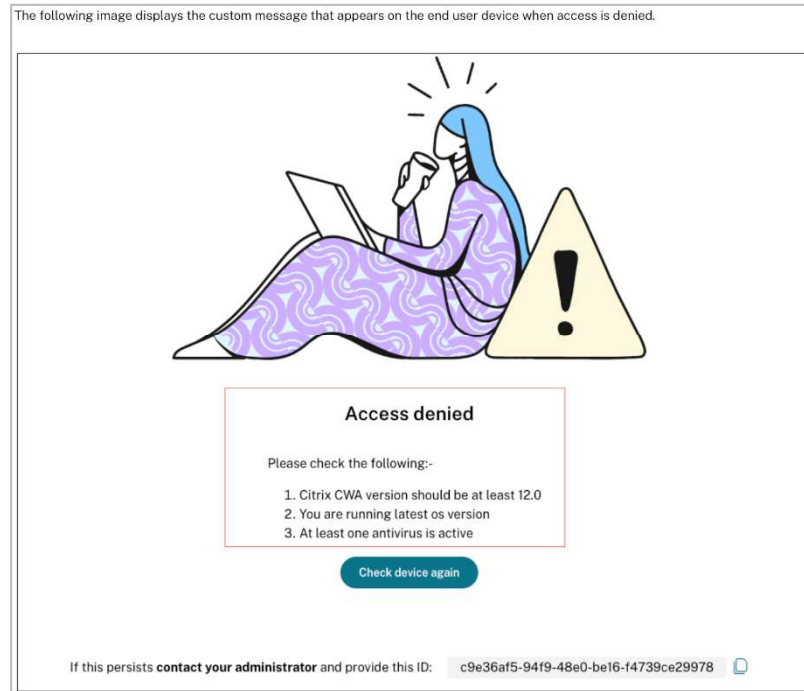 The following image displays the custom message that appears on the end user device when access is denied.
Access denied
Please check the following:-
1. Citrix CWA version should be at least 12.0
2. You are running latest os version
3. At least one antivirus is active
Check device again
If this persists contact your administrator and provide this ID: c9e36af5-94f9-48e0-be16-f4739ce29978